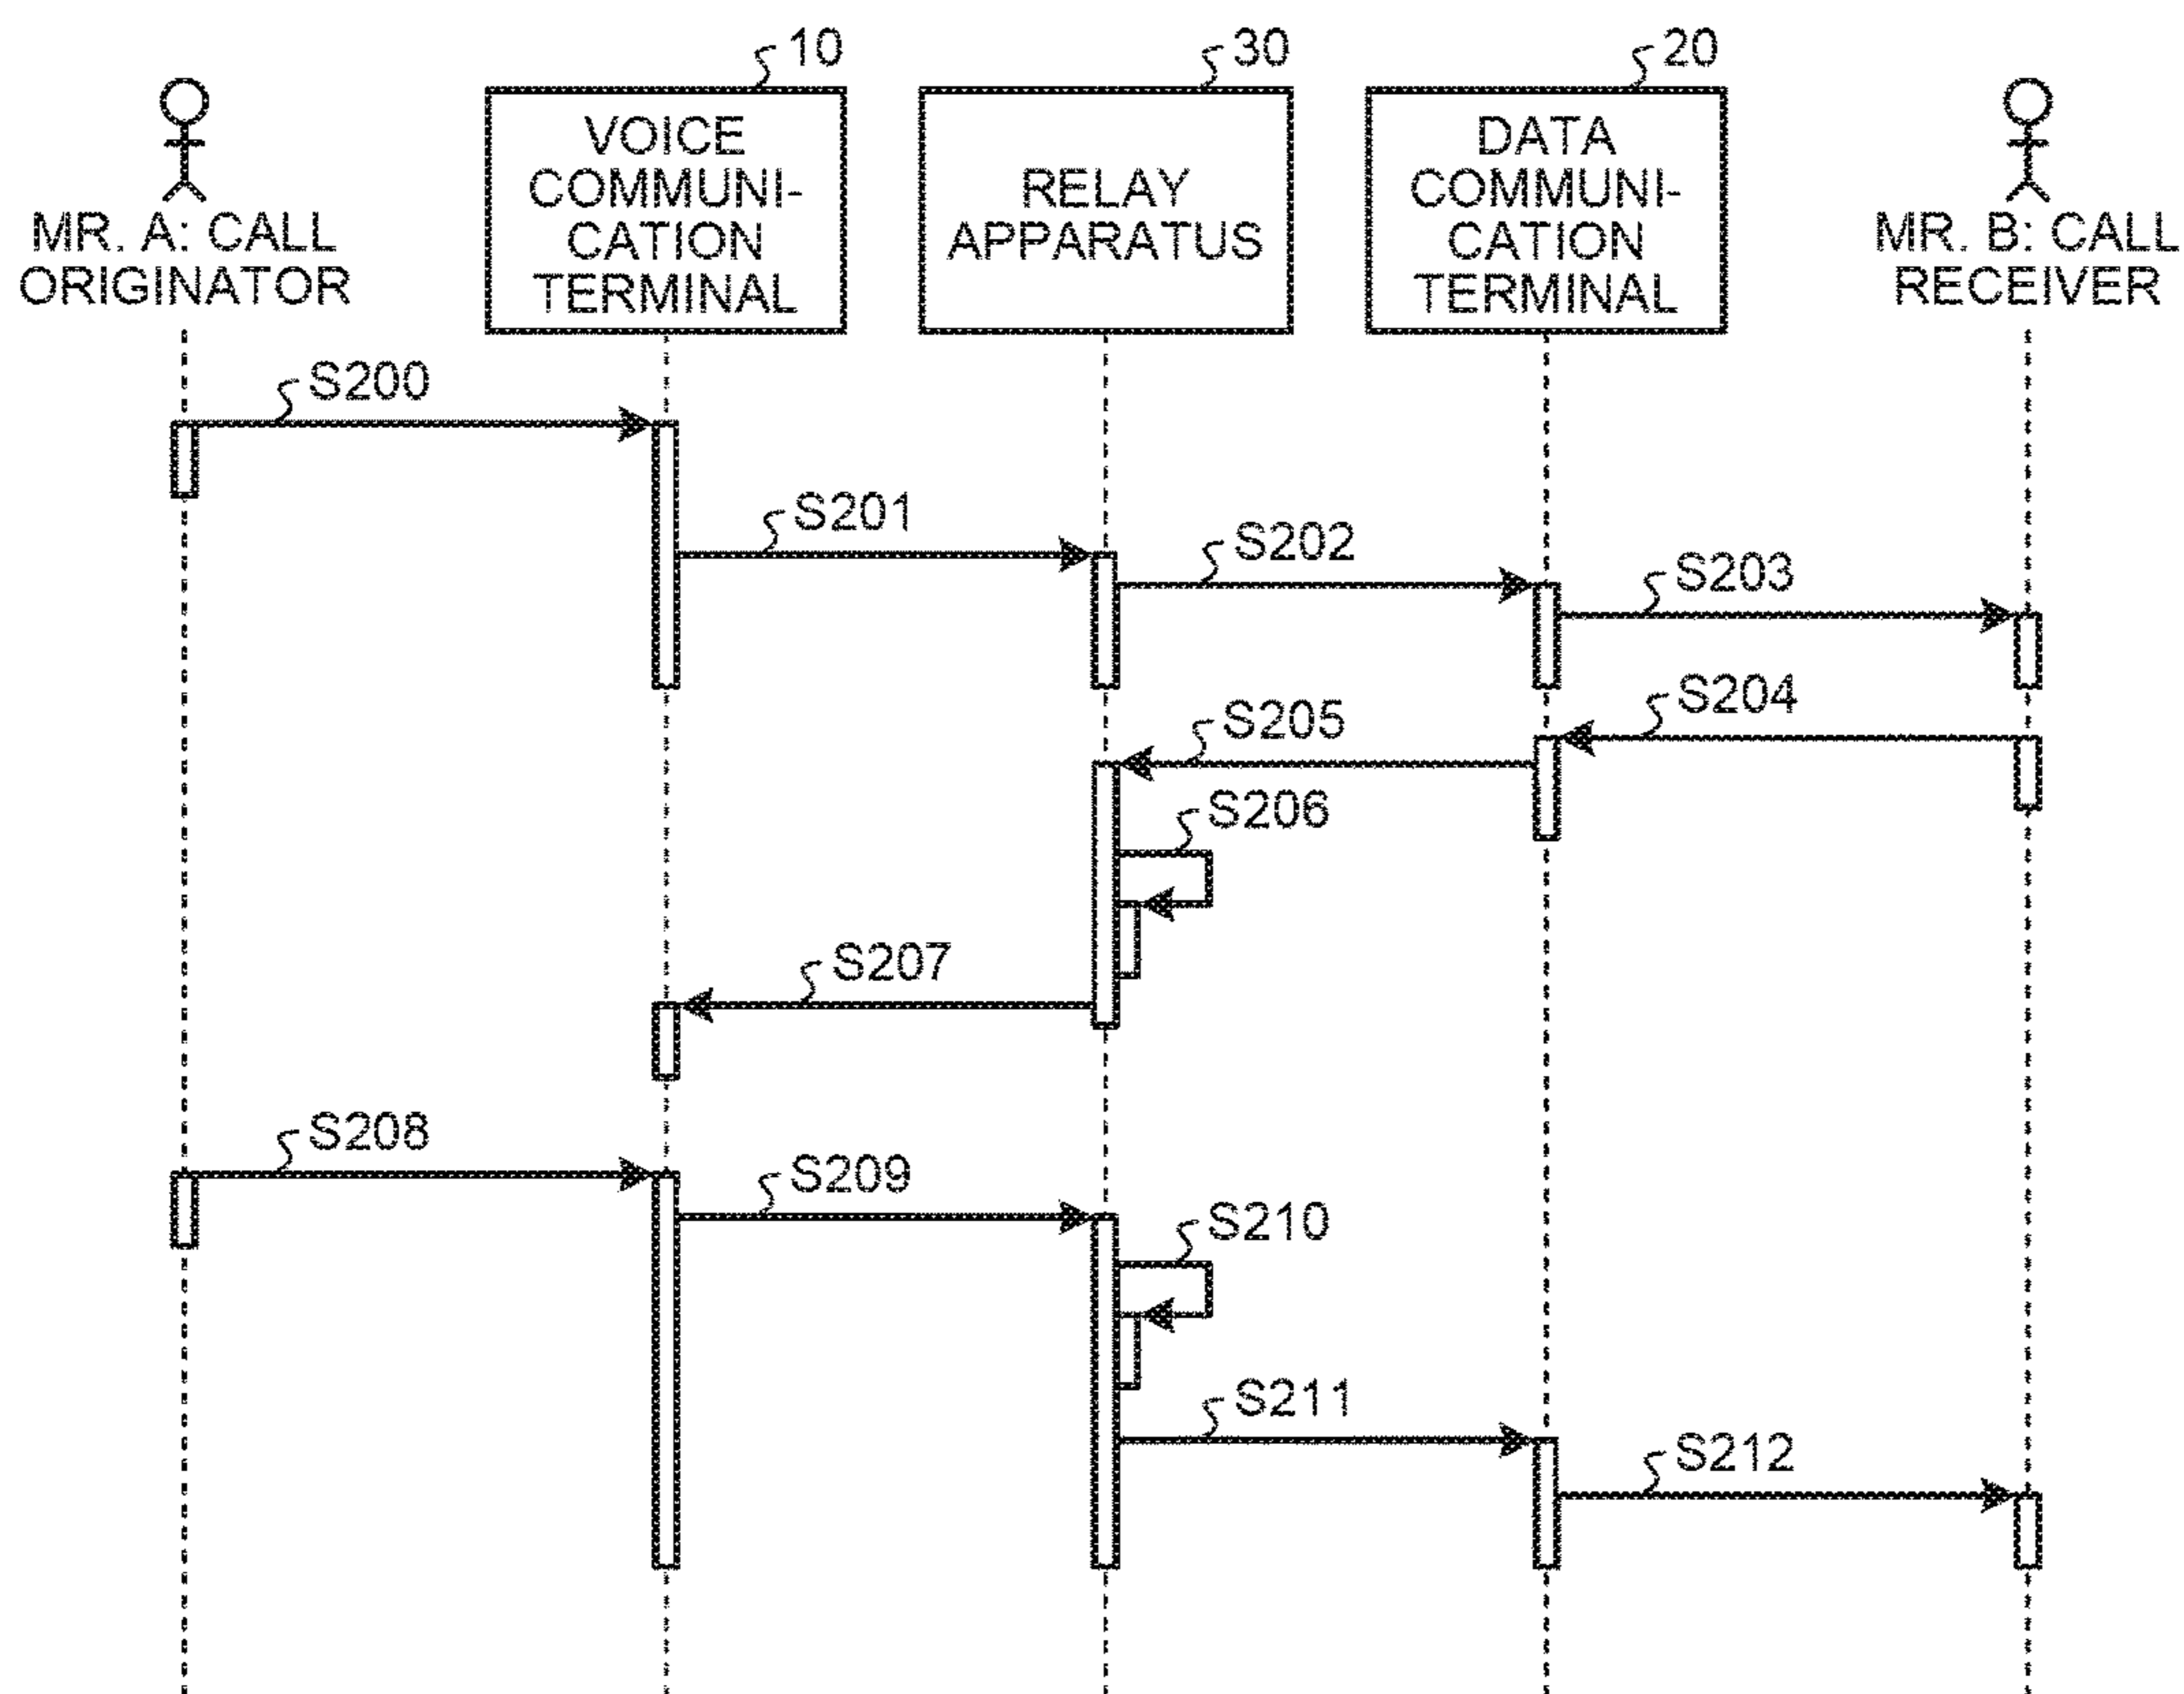 10
30
20
VOICE
COMMUNI-
CATION
TERMINAL
RELAY
APPARATUS
DATA
COMMUNI-
CATION
TERMINAL
MR. A: CALL
ORIGINATOR
MR. B: CALL
RECEIVER
S200
S201
S202
S203
S204
S205
S206
S207
S208
S209
S210
S211
S212